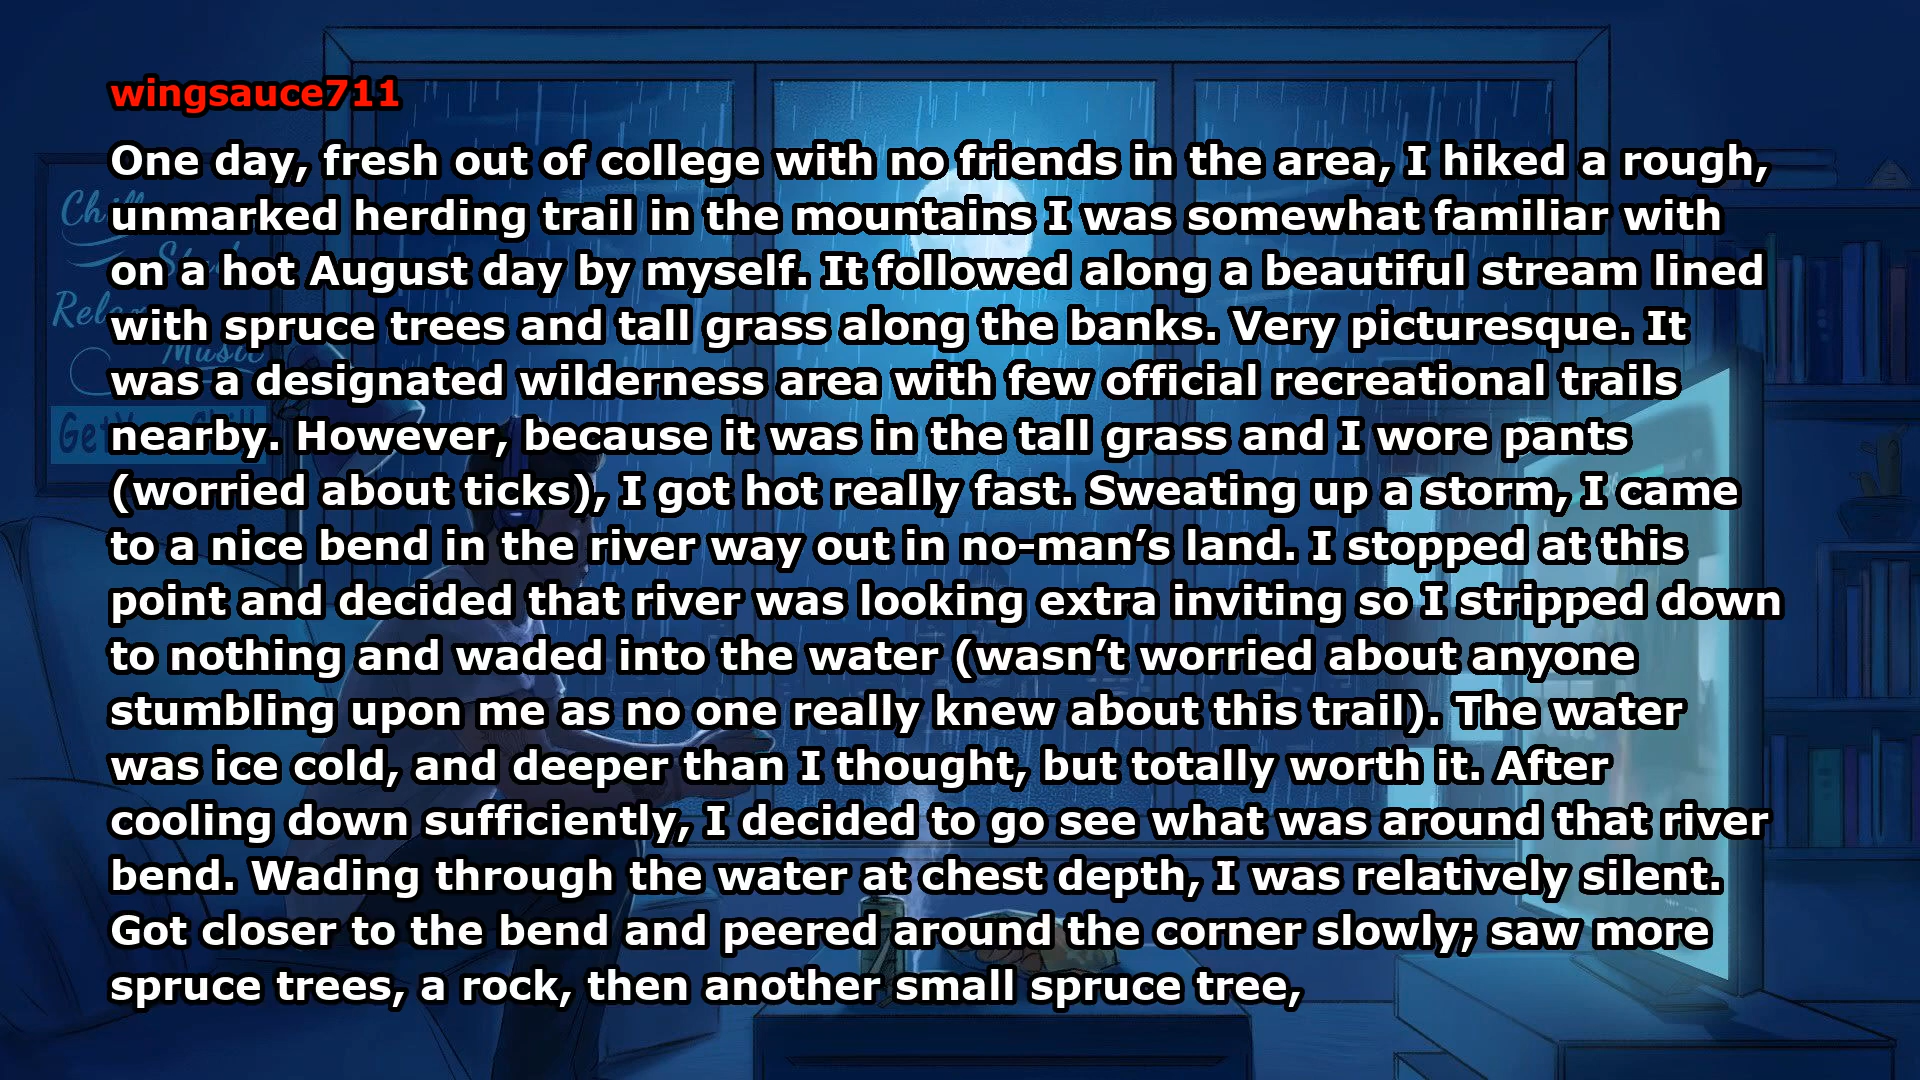 wingsauce711
One day, fresh out of college with no friends in the area, I hiked a rough,
unmarked herding trail in the mountains I was somewhat familiar with
on a hot August day by myself. It followed along a beautiful stream lined
with spruce trees and tall grass along the banks. Very picturesque. It
was a designated wilderness area with few official recreational trails
nearby. However, because it was in the tall grass and I wore pants
(worried about ticks), I got hot really fast. Sweating up a storm, I came
to a nice bend in the river way out in no-man’s land. I stopped at this
point and decided that river was looking extra inviting so I stripped down
to nothing and waded into the water (wasn’t worried about anyone
stumbling upon me as no one really knew about this trail). The water
was ice cold, and deeper than I thought, but totally worth it. After
cooling down sufficiently, I decided to go see what was around that river
bend. Wading through the water at chest depth, I was relatively silent.
Got closer to the bend and peered around the corner slowly; saw more
spruce trees, a rock, then another small spruce tree,
Chill
Relax
Music